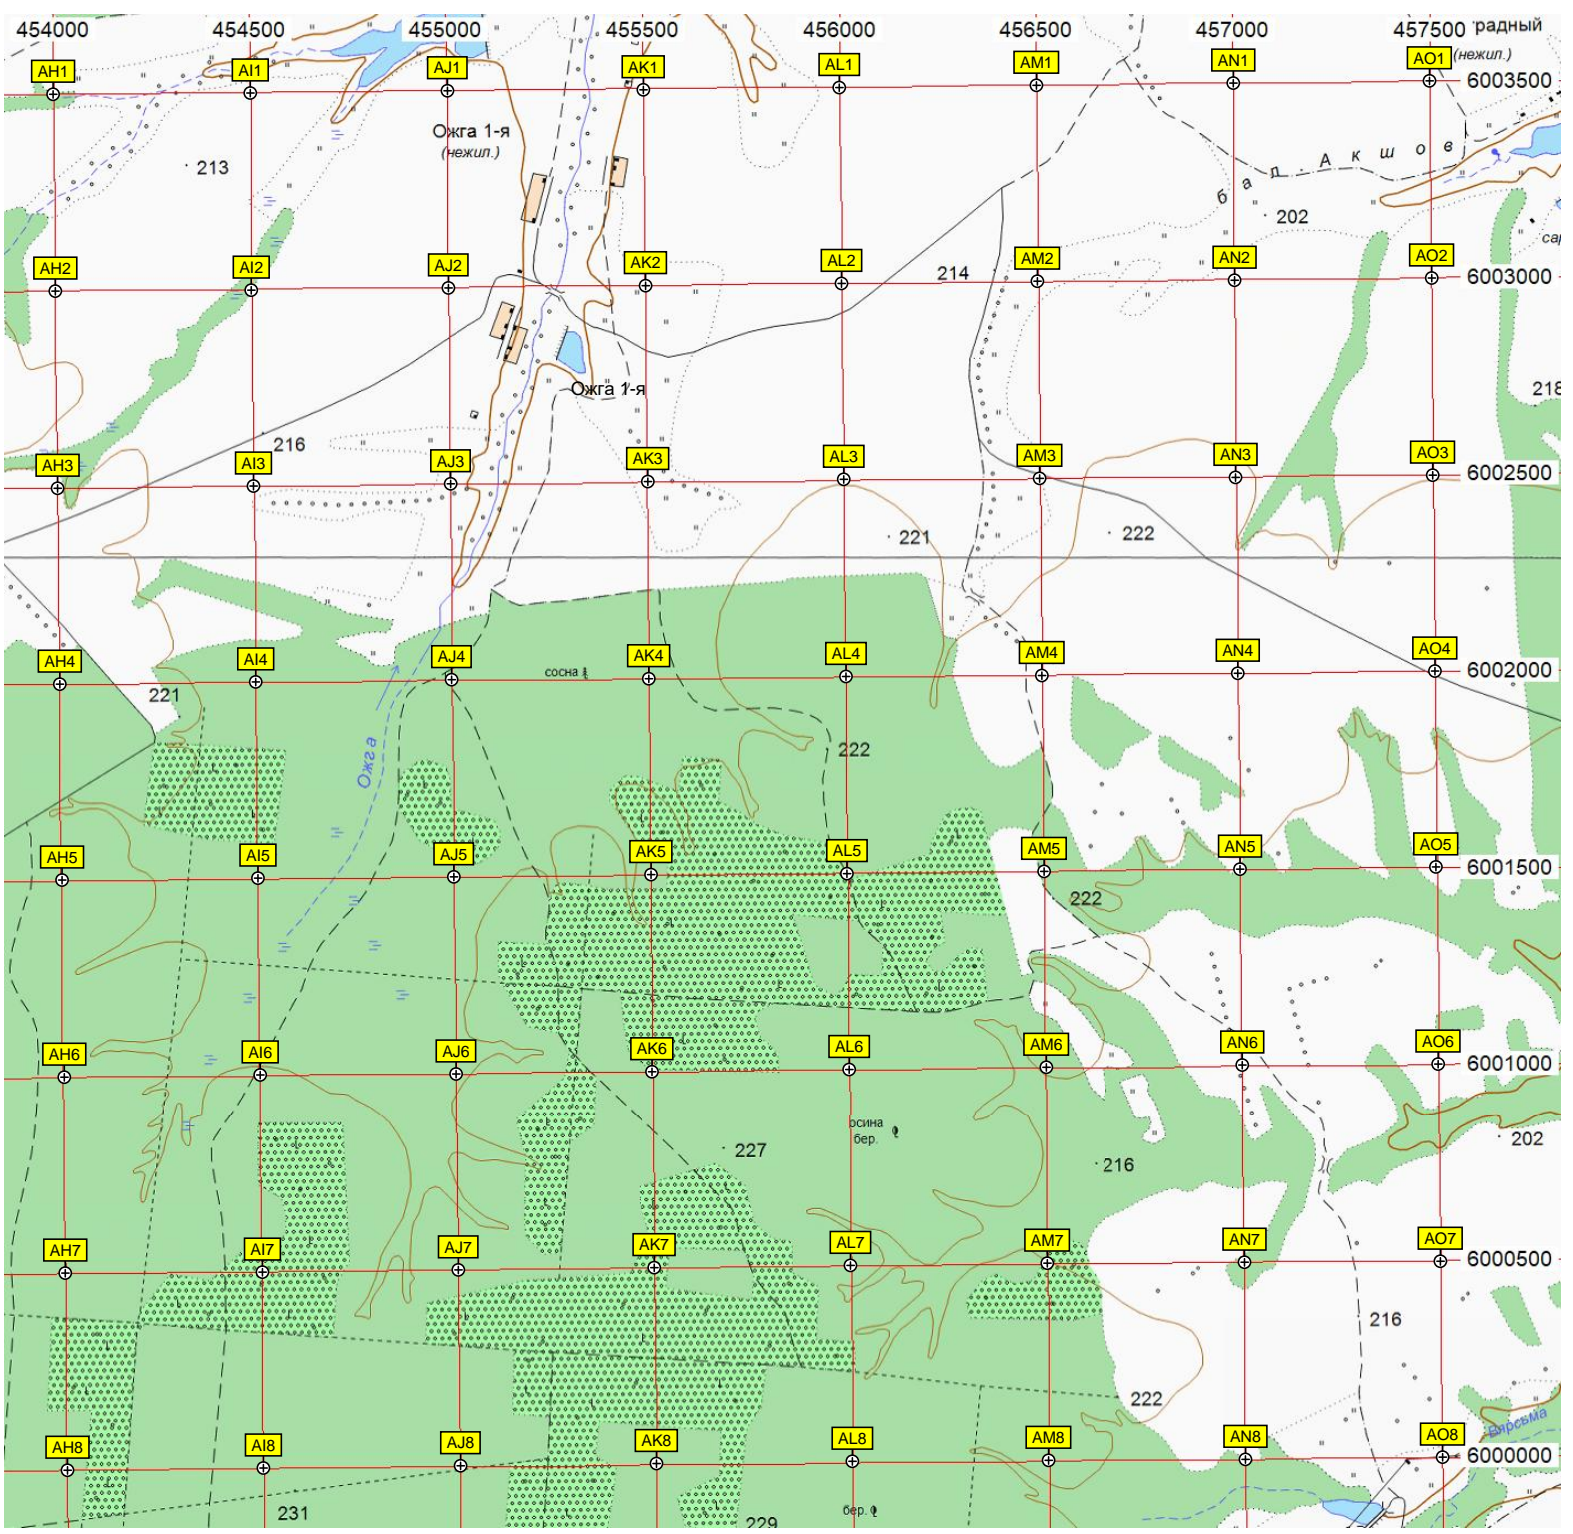 454000 454500 455000 455500 456000 456500 457000 457500 радный
(нежил.)
AH1 AI1 AJ1 AK1 AL1 AM1 AN1 AO1
6003500
Ожга 1-я
(нежил.)
213
бал. Акшов
202
сар
AH2 AI2 AJ2 AK2 AL2 AM2 AN2 AO2
214
6003000
Ожга 1-я
218
216
AH3 AI3 AJ3 AK3 AL3 AM3 AN3 AO3
6002500
221
222
AH4 AI4 AJ4 AK4 AL4 AM4 AN4 AO4
6002000
сосна
221
222
Ожга
AH5 AI5 AJ5 AK5 AL5 AM5 AN5 AO5
6001500
222
AH6 AI6 AJ6 AK6 AL6 AM6 AN6 AO6
6001000
осина
бер.
227
216
202
AH7 AI7 AJ7 AK7 AL7 AM7 AN7 AO7
6000500
216
222
Вярсьма
AH8 AI8 AJ8 AK8 AL8 AM8 AN8 AO8
6000000
231
бер.
229